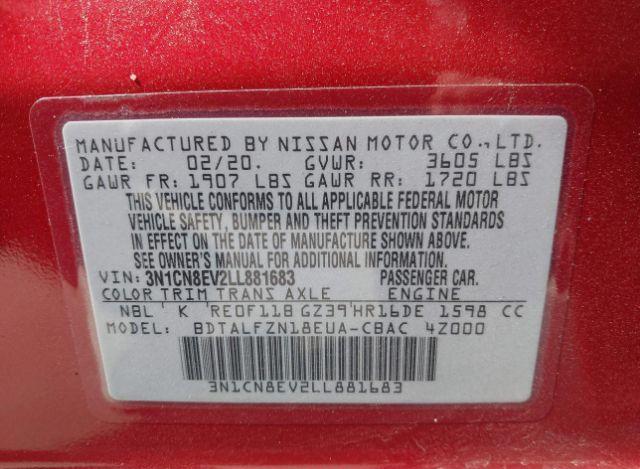 MANUFACTURED BY NISSAN MOTOR CO., LTD.
DATE: 02/20. GVWR: 3605 LBS
GAWR FR: 1907 LBS GAWR RR: 1720 LBS
THIS VEHICLE CONFORMS TO ALL APPLICABLE FEDERAL MOTOR
VEHICLE SAFETY, BUMPER AND THEFT PREVENTION STANDARDS
IN EFFECT ON THE DATE OF MANUFACTURE SHOWN ABOVE.
SEE OWNER'S MANUAL FOR ADDITIONAL INFORMATION.
VIN: 3N1CN8EV2LL881683 PASSENGER CAR.
COLOR TRIM TRANS AXLE ENGINE
NBL K RE0F11B GZ39 HR16DE 1598 CC
BDTALFZN18EUA-CBAC 4Z000
3N1CN8EV2LL881683